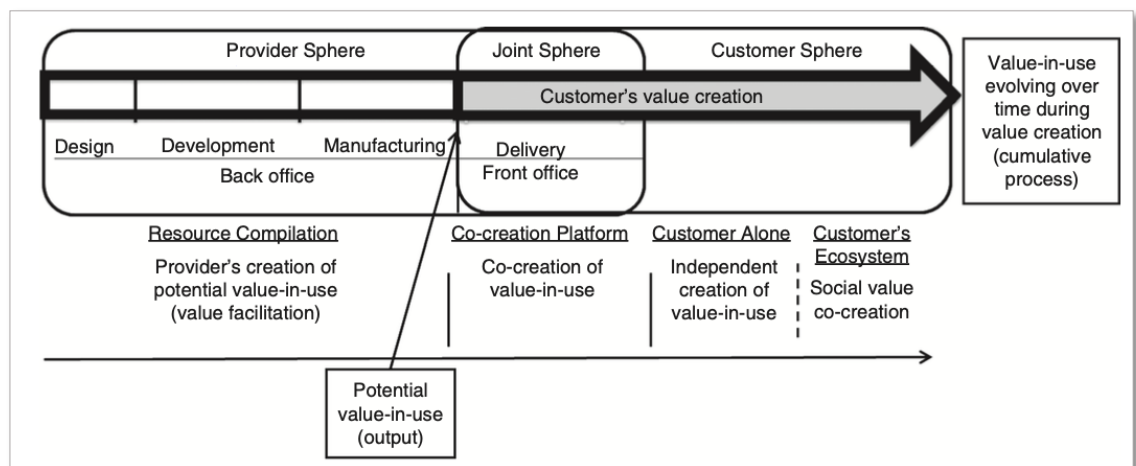 Provider Sphere
Joint Sphere
Customer Sphere
Customer's value creation
Value-in-use
evolving over
time during
value creation
(cumulative
process)
Design
Development
Manufacturing
Delivery
Back office
Front office
Resource Compilation
Provider's creation of
potential value-in-use
(value facilitation)
Co-creation Platform
Co-creation of
value-in-use
Customer Alone
Independent
creation of
value-in-use
Customer's
Ecosystem
Social value
co-creation
Potential
value-in-use
(output)